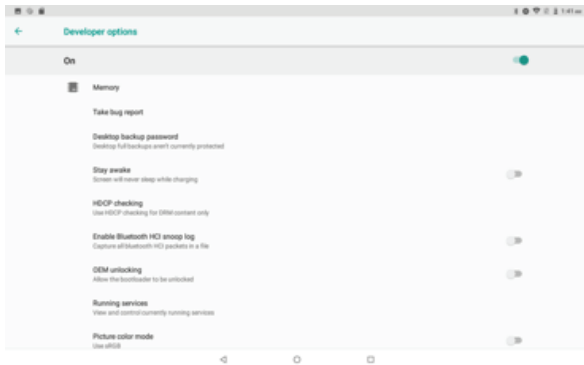 1:41 AM
Developer options
On
Memory
Take bug report
Desktop backup password
Desktop full backups aren't currently protected
Stay awake
Screen will never sleep while charging
HDCP checking
Use HDCP checking for DRM content only
Enable Bluetooth HCI snoop log
Capture all bluetooth HCI packets in a file
OEM unlocking
Allow the bootloader to be unlocked
Running services
View and control currently running services
Picture color mode
Use sRGB